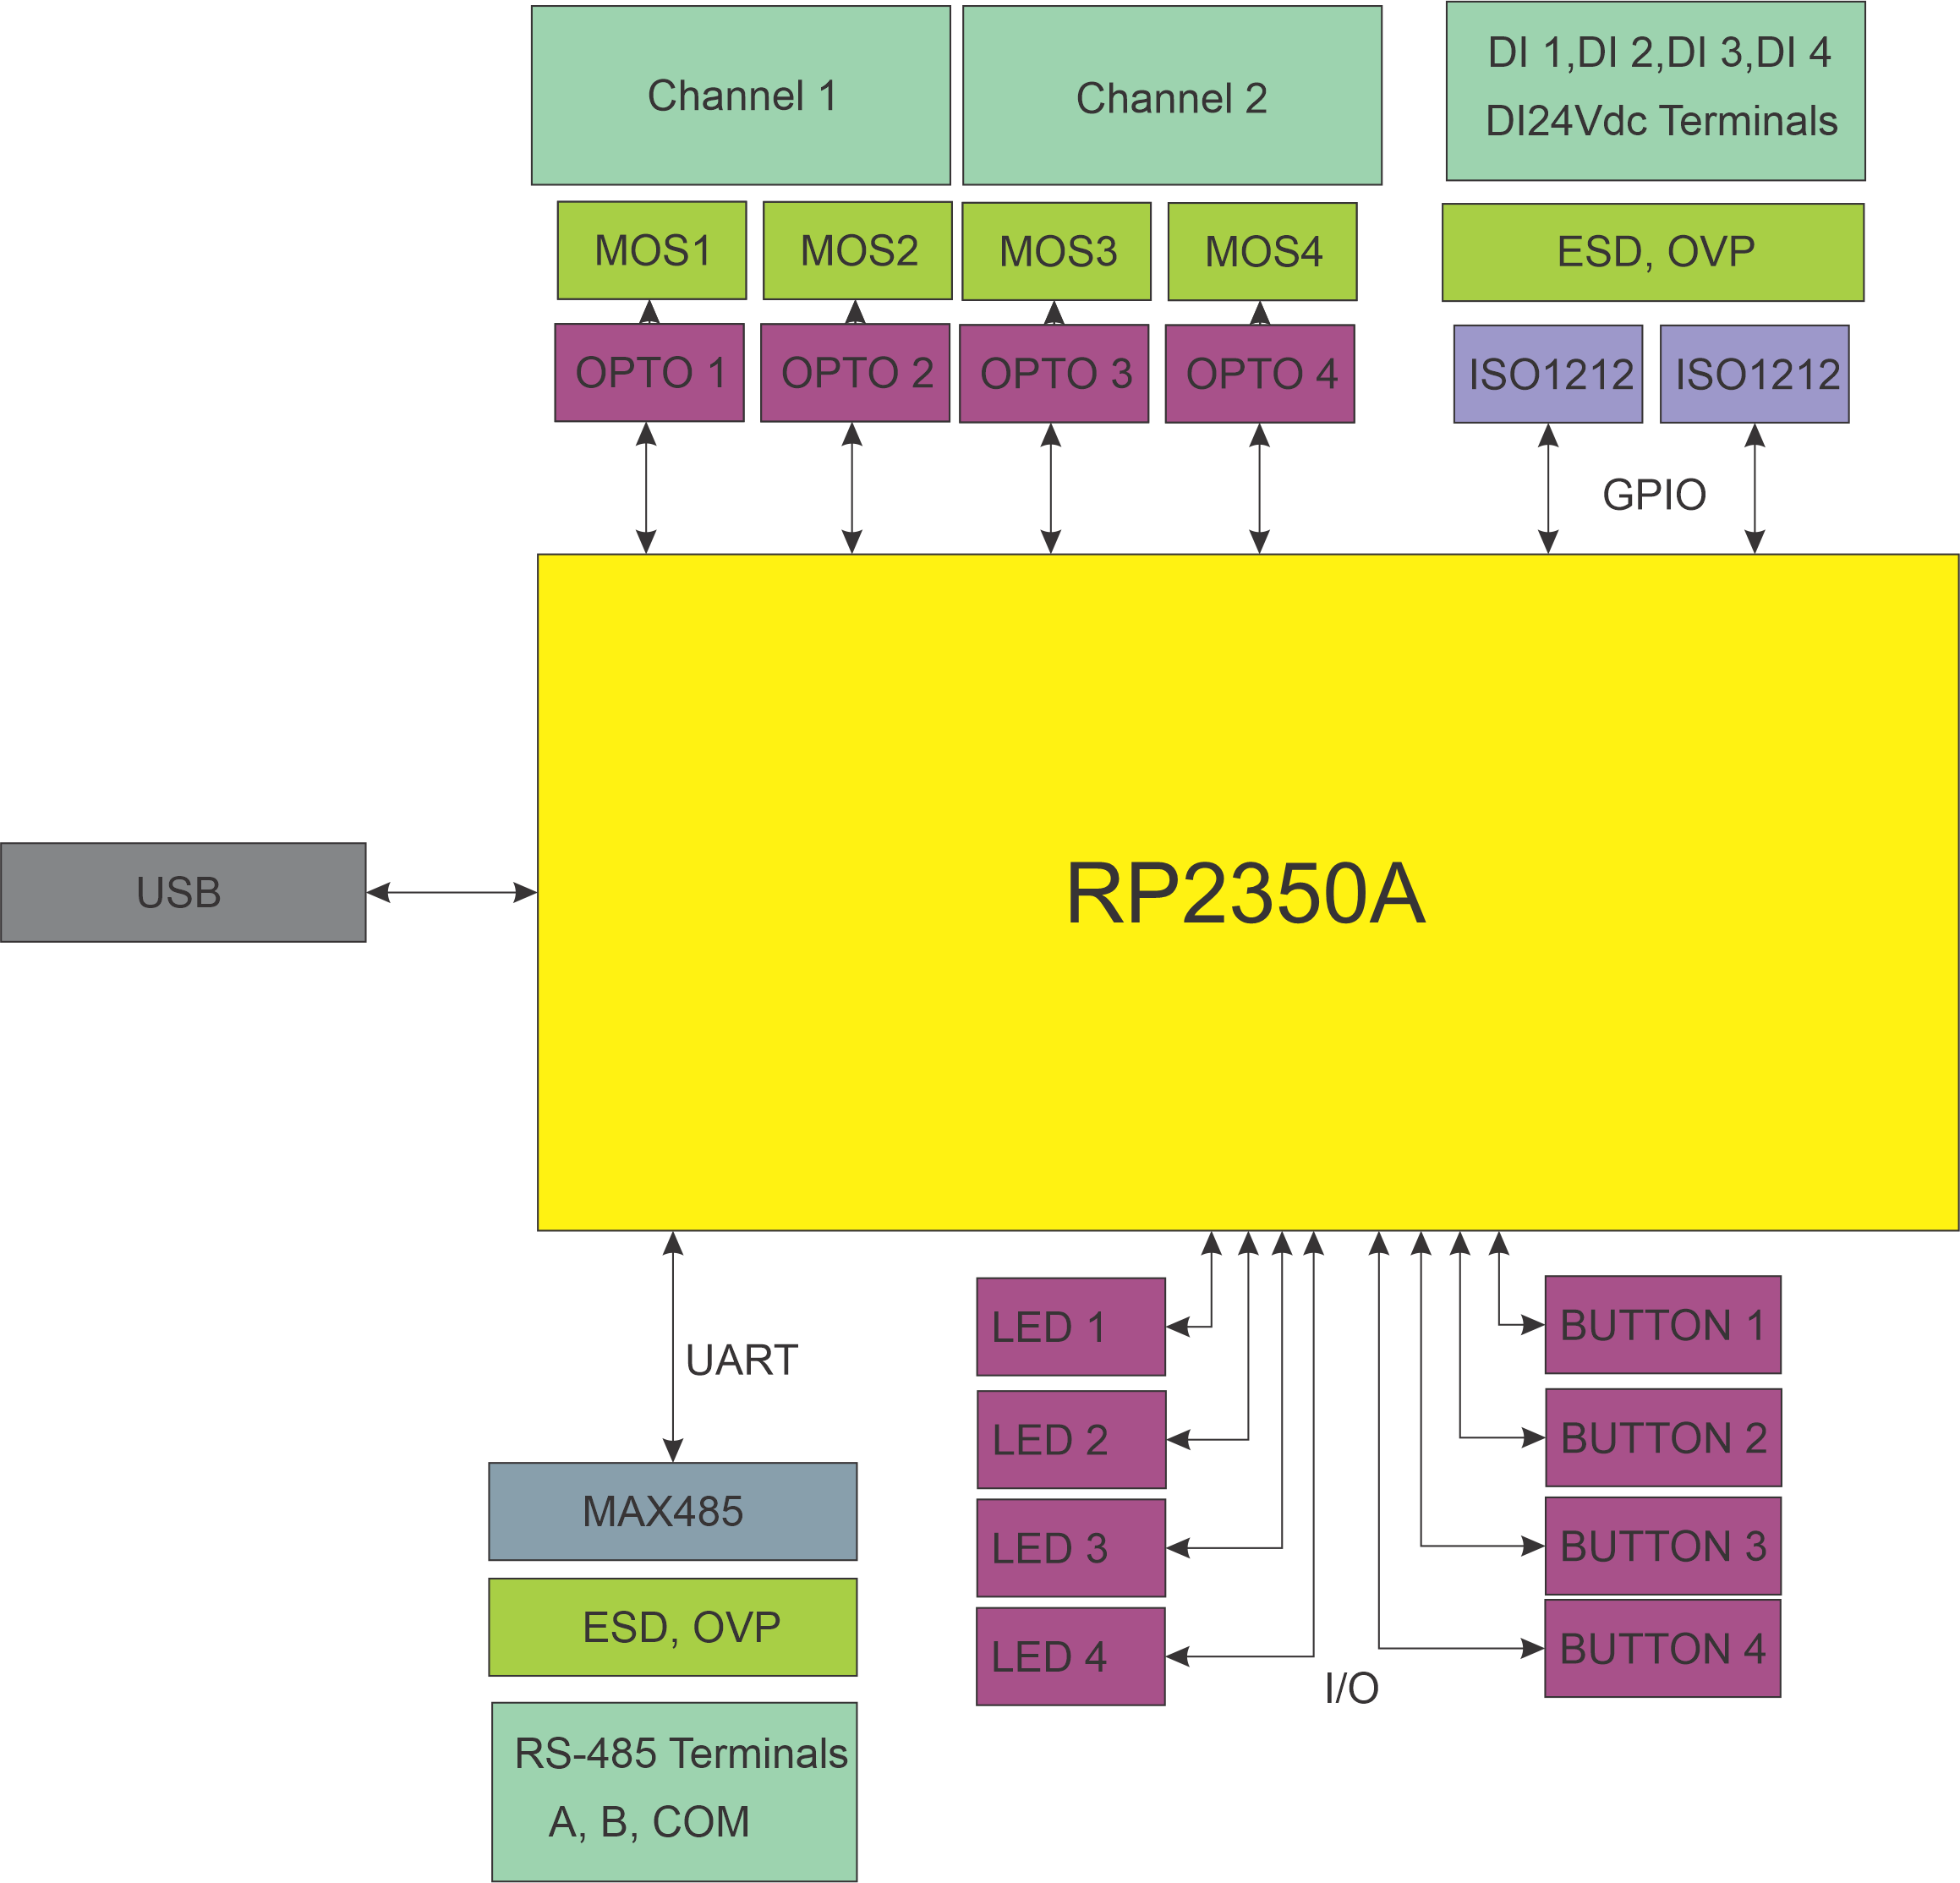 Channel 1
Channel 2
DI 1,DI 2,DI 3,DI 4
DI24Vdc Terminals
MOS1
MOS2
MOS3
MOS4
ESD, OVP
OPTO 1
OPTO 2
OPTO 3
OPTO 4
ISO1212
ISO1212
GPIO
RP2350A
USB
UART
LED 1
BUTTON 1
LED 2
BUTTON 2
MAX485
LED 3
BUTTON 3
ESD, OVP
LED 4
BUTTON 4
I/O
RS-485 Terminals
A, B, COM